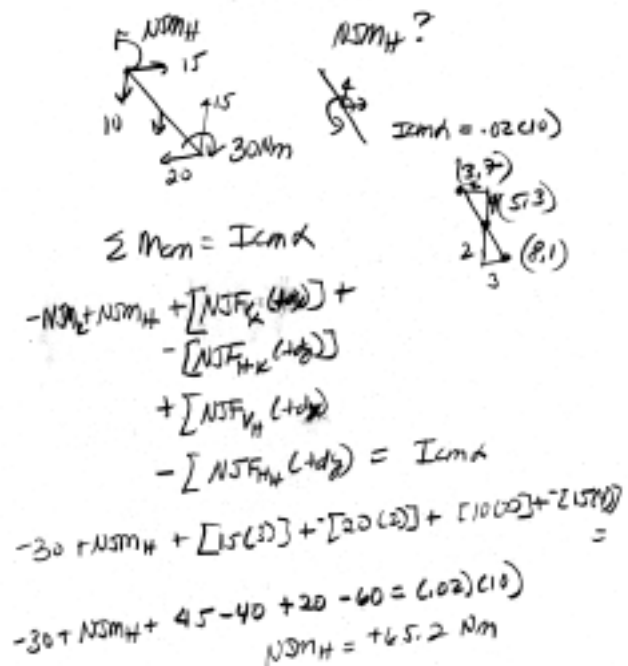 NJMH
15
10
15
30Nm
20
NJMH?
Icmα = .02(10)
(3,7)
(5,3)
2
(8,1)
3
Σ Mcm = Icmα
-NJMK + NJMH + [NJFVK (+dx)] +
- [NJFHK (+dy)]
+ [NJFVH (+dx)
- [NJFHH (+dy) = Icmα
-30 + NJMH + [15(3)] + -[20(2)] + [10(2)] + -[15(4)]
=
-30 + NJMH + 45 - 40 + 20 - 60 = (.02)(10)
NJMH = +65.2 Nm